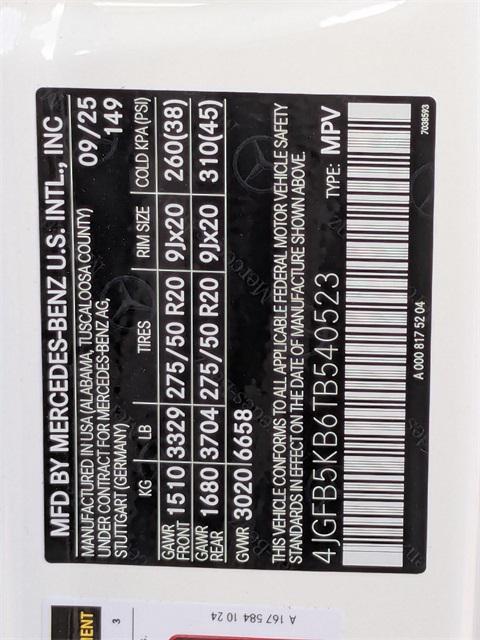 MFD BY MERCEDES-BENZ U.S. INTL., INC
MANUFACTURED IN USA (ALABAMA, TUSCALOOSA COUNTY) 09/25
UNDER CONTRACT FOR MERCEDES-BENZ AG, 149
STUTTGART (GERMANY)
KG LB TIRES RIM SIZE COLD KPA(PSI)
GAWR FRONT 1510 3329 275/50 R20 9Jx20 260(38)
GAWR REAR 1680 3704 275/50 R20 9Jx20 310(45)
GVWR 3020 6658
THIS VEHICLE CONFORMS TO ALL APPLICABLE FEDERAL MOTOR VEHICLE SAFETY
STANDARDS IN EFFECT ON THE DATE OF MANUFACTURE SHOWN ABOVE.
4JGFB5KB6TB540523 TYPE: MPV
A 000 817 52 04 7038593
A 167 584 10 24
3